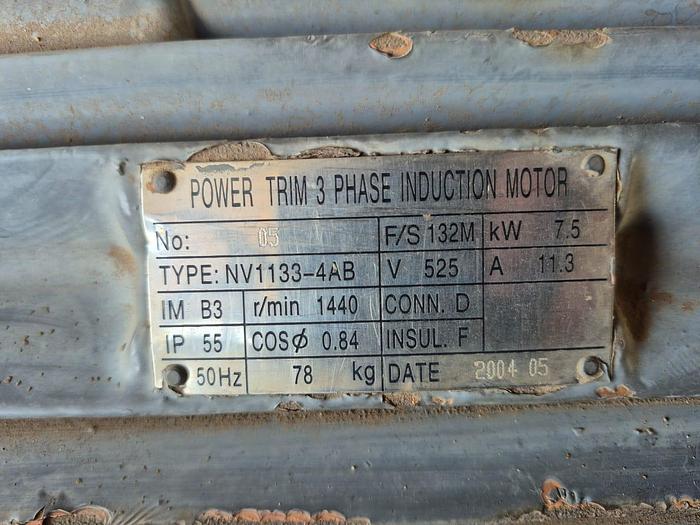 POWER TRIM 3 PHASE INDUCTION MOTOR
No: 05 F/S 132M kW 7.5
TYPE: NV1133-4AB V 525 A 11.3
IM B3 r/min 1440 CONN. D
IP 55 COSϕ 0.84 INSUL. F
50Hz 78 kg DATE 2004 05